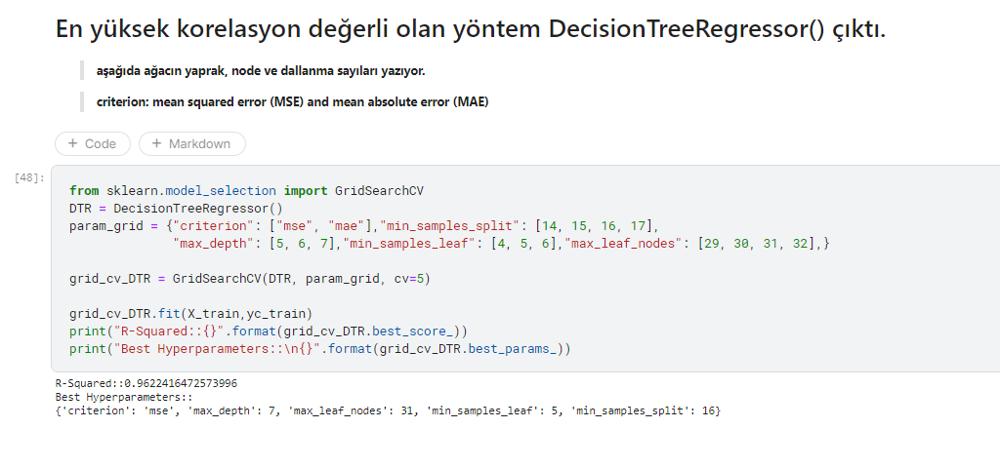 En yüksek korelasyon değerli olan yöntem DecisionTreeRegressor() çıktı.
aşağıda ağacın yaprak, node ve dallanma sayıları yazıyor.
criterion: mean squared error (MSE) and mean absolute error (MAE)
+ Code + Markdown
[48]:
from sklearn.model_selection import GridSearchCV
DTR = DecisionTreeRegressor()
param_grid = {"criterion": ["mse", "mae"],"min_samples_split": [14, 15, 16, 17],
"max_depth": [5, 6, 7],"min_samples_leaf": [4, 5, 6],"max_leaf_nodes": [29, 30, 31, 32],}
grid_cv_DTR = GridSearchCV(DTR, param_grid, cv=5)
grid_cv_DTR.fit(X_train,yc_train)
print("R-Squared::{}".format(grid_cv_DTR.best_score_))
print("Best Hyperparameters::\n{}".format(grid_cv_DTR.best_params_))
R-Squared::0.9622416472573996
Best Hyperparameters::
{'criterion': 'mse', 'max_depth': 7, 'max_leaf_nodes': 31, 'min_samples_leaf': 5, 'min_samples_split': 16}